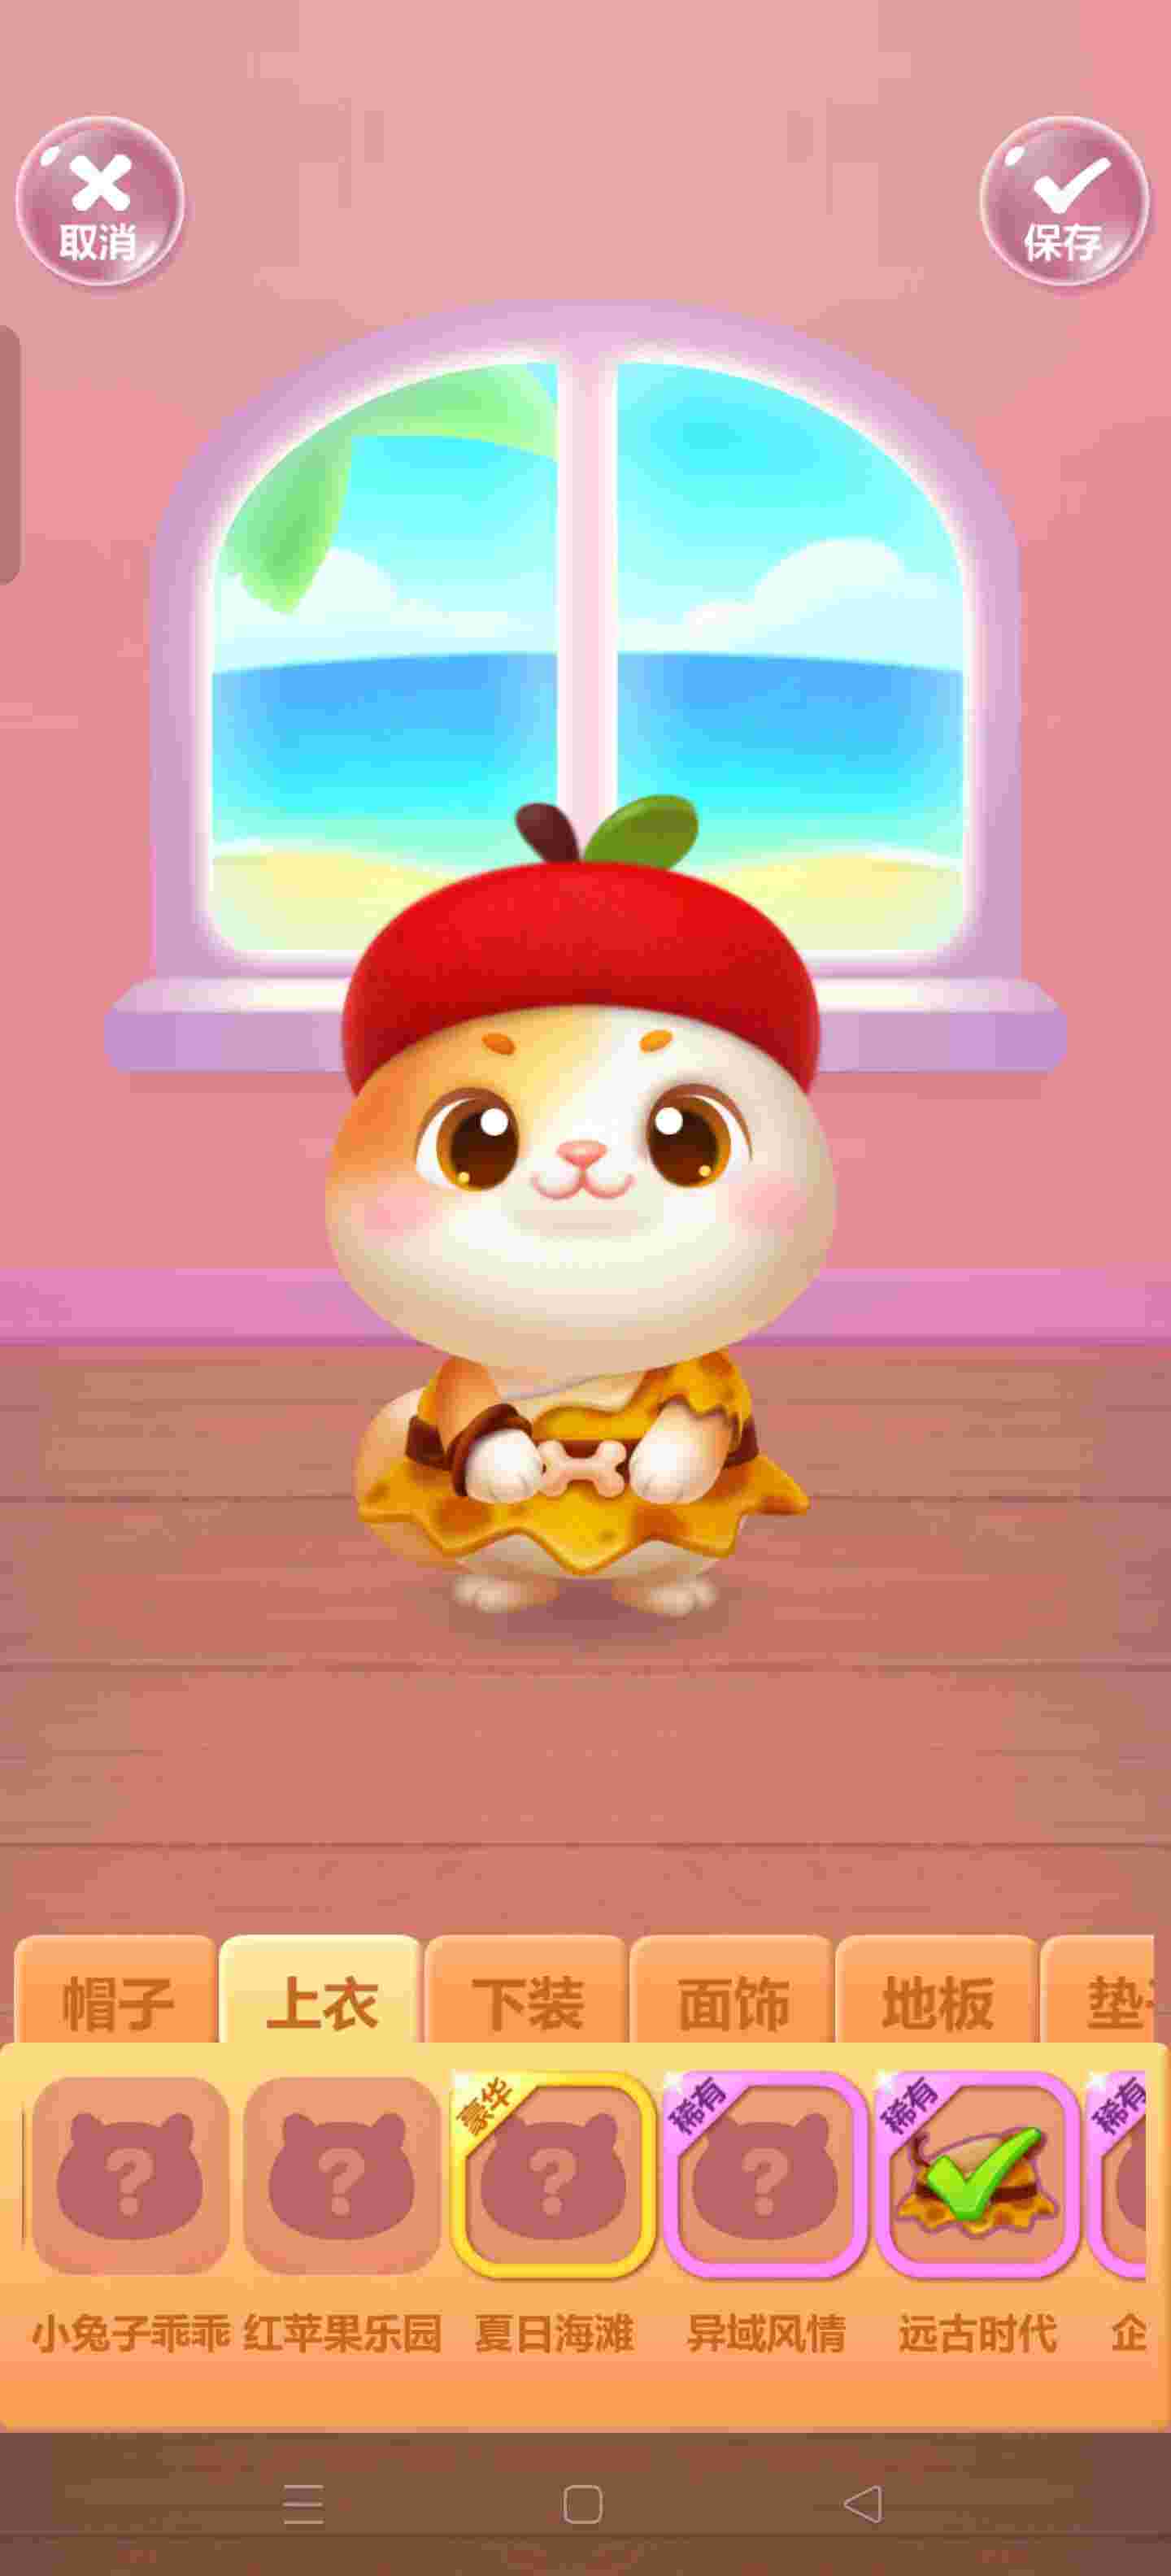 取消
保存
帽子 上衣 下装 面饰 地板 垫
豪华 稀有 稀有 稀有
小兔子乖乖 红苹果乐园 夏日海滩 异域风情 远古时代 企